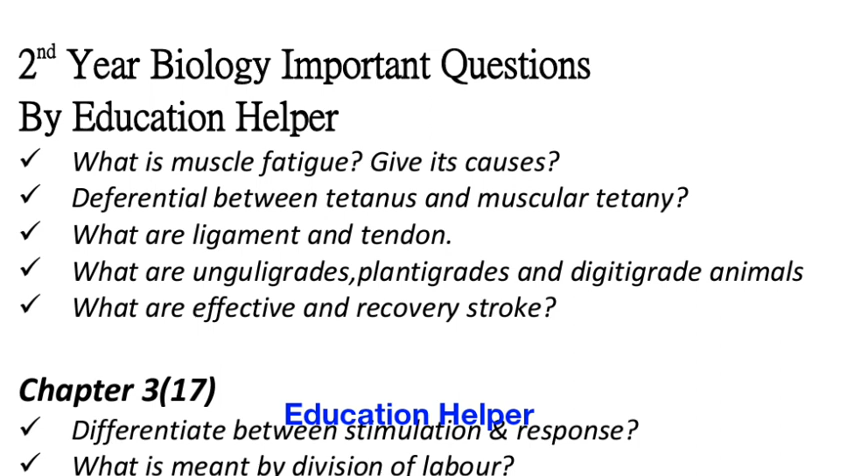 2nd Year Biology Important Questions
By Education Helper
✓ What is muscle fatigue? Give its causes?
✓ Deferential between tetanus and muscular tetany?
✓ What are ligament and tendon.
✓ What are unguligrades,plantigrades and digitigrade animals
✓ What are effective and recovery stroke?
Chapter 3(17)
Education Helper
✓ Differentiate between stimulation & response?
✓ What is meant by division of labour?